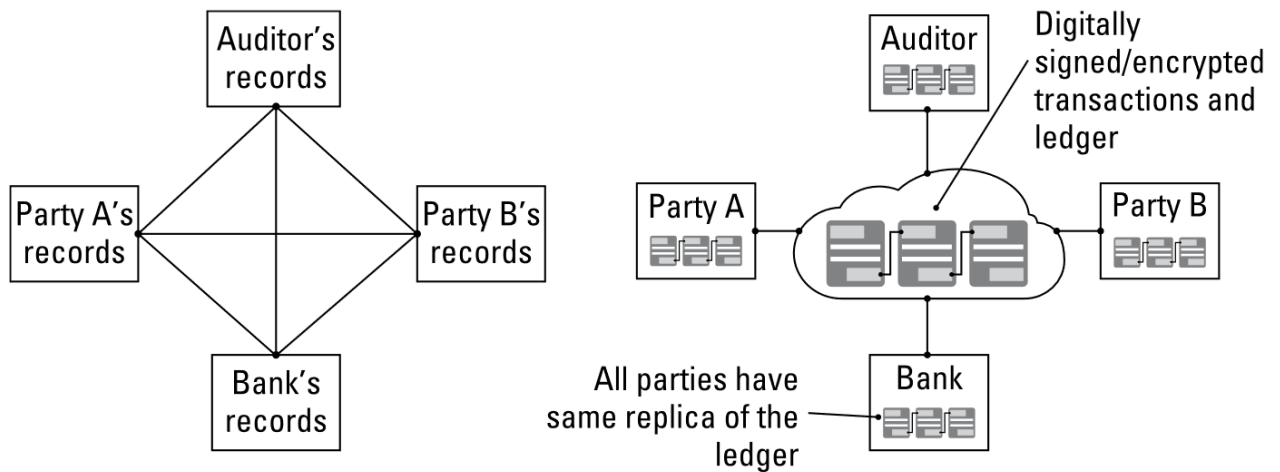 Auditor's
records
Party A's
records
Party B's
records
Bank's
records
Auditor
Digitally
signed/encrypted
transactions and
ledger
Party A
Party B
Bank
All parties have
same replica of the
ledger